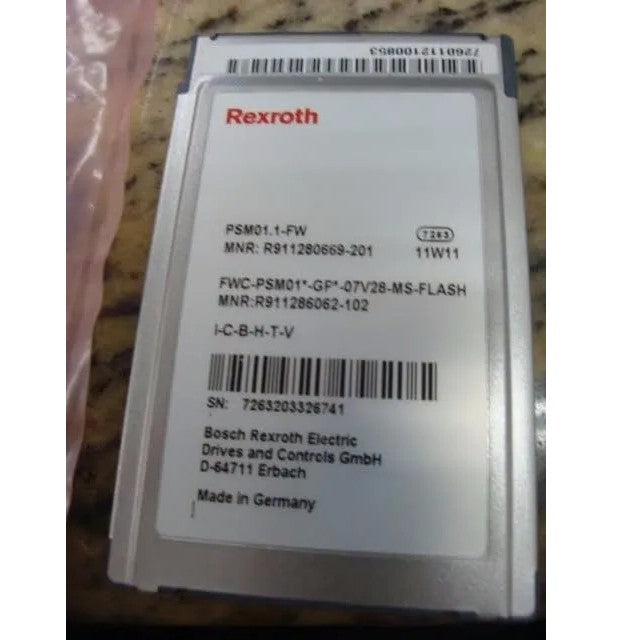 7260112100853
Rexroth
PSM01.1-FW 7263
MNR: R911280669-201 11W11
FWC-PSM01*-GP*-07V28-MS-FLASH
MNR:R911286062-102
I-C-B-H-T-V
SN: 7263203326741
Bosch Rexroth Electric
Drives and Controls GmbH
D-64711 Erbach
Made in Germany